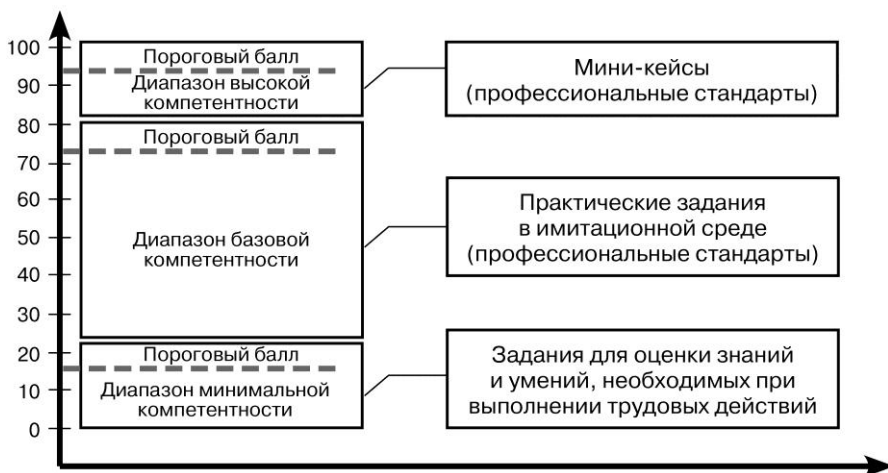 100
90
80
70
60
50
40
30
20
10
0
Пороговый балл
Диапазон высокой
компетентности
Пороговый балл
Диапазон базовой
компетентности
Пороговый балл
Диапазон минимальной
компетентности
Мини-кейсы
(профессиональные стандарты)
Практические задания
в имитационной среде
(профессиональные стандарты)
Задания для оценки знаний
и умений, необходимых при
выполнении трудовых действий